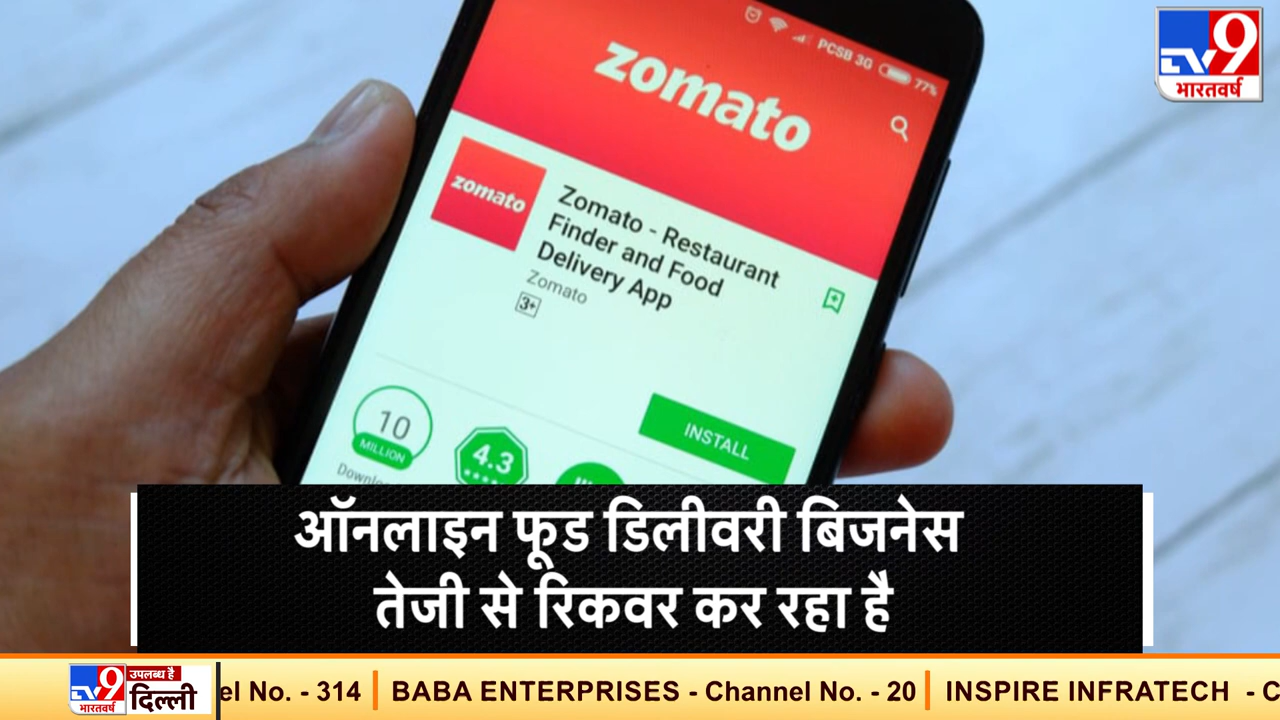 PCSB 3G 77%
TV9
भारतवर्ष
zomato
zomato
Zomato - Restaurant
Finder and Food
Delivery App
Zomato
3+
10
MILLION
4.3
INSTALL
ऑनलाइन फूड डिलीवरी बिजनेस
तेजी से रिकवर कर रहा है
TV9
भारतवर्ष
उपलब्ध है
दिल्ली
el No. - 314 | BABA ENTERPRISES - Channel No. - 20 | INSPIRE INFRATECH - C